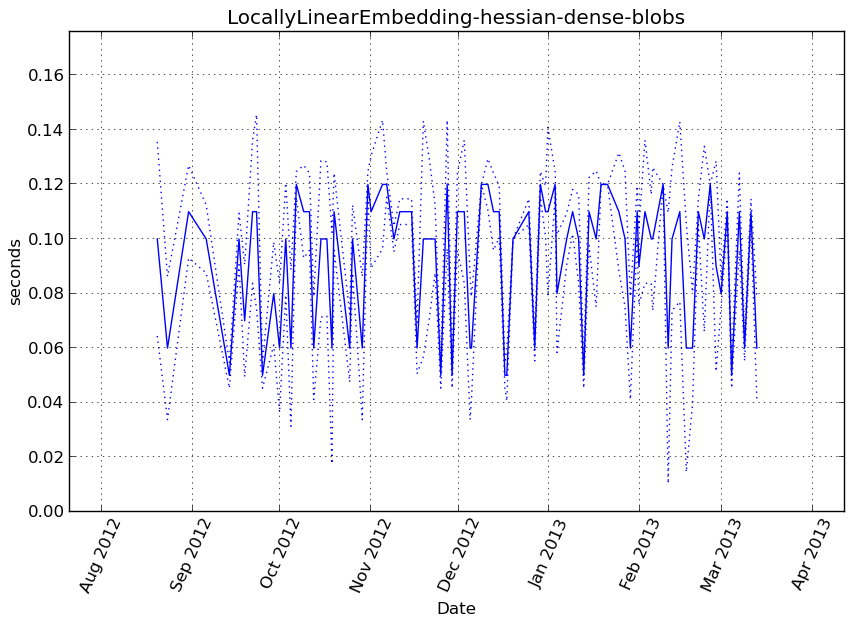 LocallyLinearEmbedding-hessian-dense-blobs
0.16
0.14
0.12
0.10
0.08
0.06
0.04
0.02
0.00
seconds
Aug 2012
Sep 2012
Oct 2012
Nov 2012
Dec 2012
Jan 2013
Feb 2013
Mar 2013
Apr 2013
Date